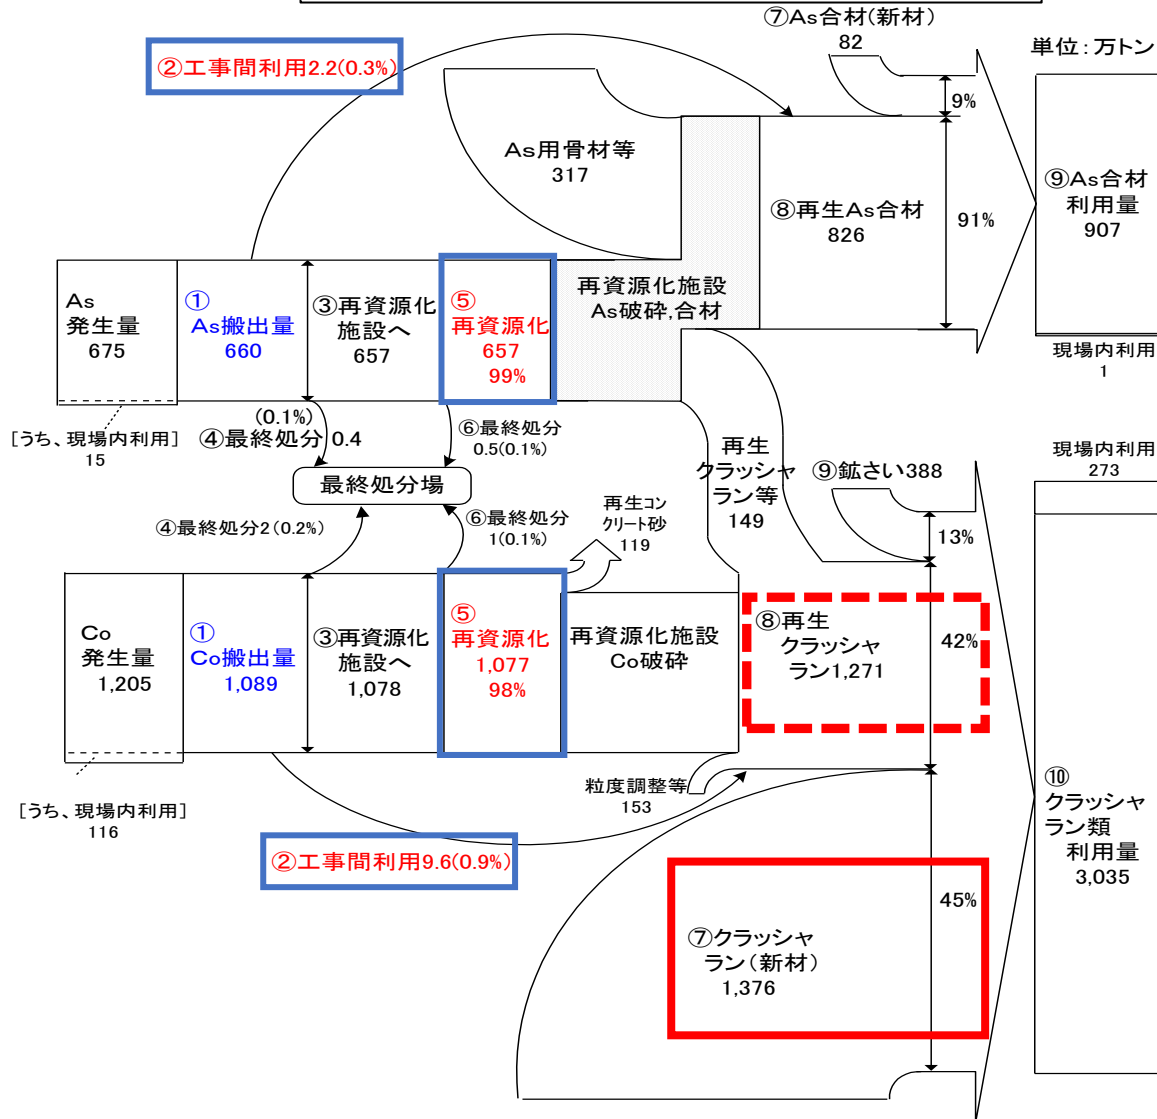 ⑦As合材(新材)
82
単位：万トン
②工事間利用2.2(0.3%)
9%
As用骨材等
317
⑧再生As合材
826
91%
⑨As合材
利用量
907
As
発生量
675
①
As搬出量
660
③再資源化
施設へ
657
⑤
再資源化
657
99%
再資源化施設
As破砕,合材
現場内利用
1
[うち、現場内利用]
15
(0.1%)
④最終処分 0.4
⑥最終処分
0.5(0.1%)
最終処分場
再生
クラッシャ
ラン等
149
⑨鉱さい388
現場内利用
273
④最終処分2(0.2%)
⑥最終処分
1(0.1%)
再生コン
クリート砂
119
13%
Co
発生量
1,205
①
Co搬出量
1,089
③再資源化
施設へ
1,078
⑤
再資源化
1,077
98%
再資源化施設
Co破砕
⑧再生
クラッシャ
ラン1,271
42%
[うち、現場内利用]
116
粒度調整等
153
②工事間利用9.6(0.9%)
⑩
クラッシャ
ラン類
利用量
3,035
45%
⑦クラッシャ
ラン(新材)
1,376